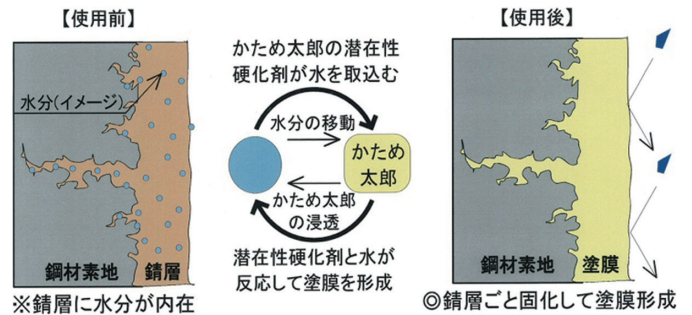 【使用前】
水分(イメージ)
鋼材素地
錆層
※錆層に水分が内在
かため太郎の潜在性
硬化剤が水を取込む
水分の移動
かため
太郎
かため太郎
の浸透
潜在性硬化剤と水が
反応して塗膜を形成
【使用後】
鋼材素地
塗膜
◎錆層ごと固化して塗膜形成